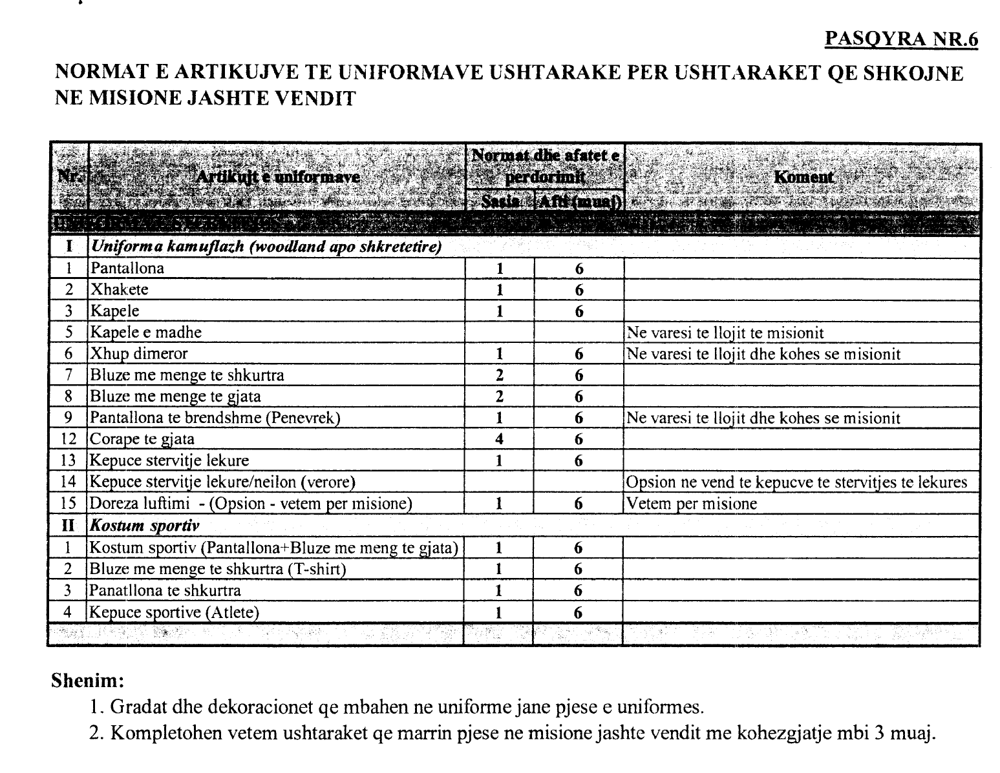 PASQYRA NR.6
NORMAT E ARTIKUJVE TE UNIFORMAVE USHTARAKE PER USHTARAKET QE SHKOJNE
NE MISIONE JASHTE VENDIT
Nr. Artikujt e uniformave Normat dhe afatet e perdorimit Koment
Sasia Afti (muaj)
I Uniforma kamuflazh (woodland apo shkretetire)
1 Pantallona 1 6
2 Xhakete 1 6
3 Kapele 1 6
5 Kapele e madhe Ne varesi te llojit te misionit
6 Xhup dimeror 1 6 Ne varesi te llojit dhe kohes se misionit
7 Bluze me menge te shkurtra 2 6
8 Bluze me menge te gjata 2 6
9 Pantallona te brendshme (Penevrek) 1 6 Ne varesi te llojit dhe kohes se misionit
12 Corape te gjata 4 6
13 Kepuce stervitje lekure 1 6
14 Kepuce stervitje lekure/neilon (verore) Opsion ne vend te kepucve te stervitjes te lekures
15 Doreza luftimi - (Opsion - vetem per misione) 1 6 Vetem per misione
II Kostum sportiv
1 Kostum sportiv (Pantallona+Bluze me meng te gjata) 1 6
2 Bluze me menge te shkurtra (T-shirt) 1 6
3 Panatllona te shkurtra 1 6
4 Kepuce sportive (Atlete) 1 6
Shenim:
1. Gradat dhe dekoracionet qe mbahen ne uniforme jane pjese e uniformes.
2. Kompletohen vetem ushtaraket qe marrin pjese ne misione jashte vendit me kohezgjatje mbi 3 muaj.